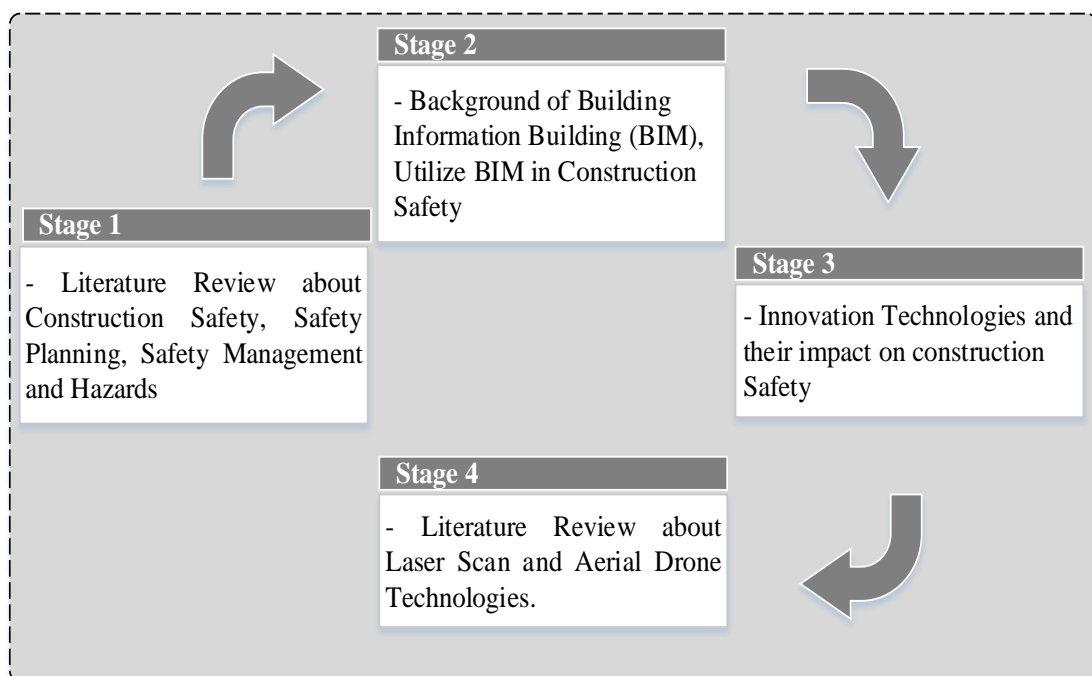 Stage 1
- Literature Review about
Construction Safety, Safety
Planning, Safety Management
and Hazards
Stage 2
- Background of Building
Information Building (BIM),
Utilize BIM in Construction
Safety
Stage 3
- Innovation Technologies and
their impact on construction
Safety
Stage 4
- Literature Review about
Laser Scan and Aerial Drone
Technologies.